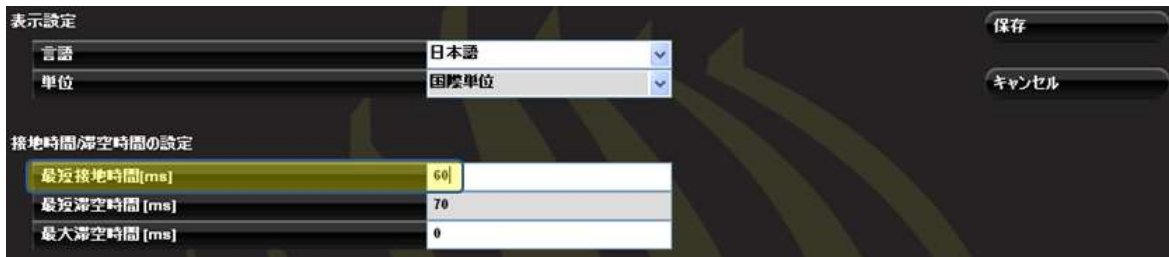 表示設定
保存
言語 日本語
単位 国際単位
キャンセル
接地時間/滞空時間の設定
最短接地時間[ms] 60
最短滞空時間 [ms] 70
最大滞空時間 [ms] 0